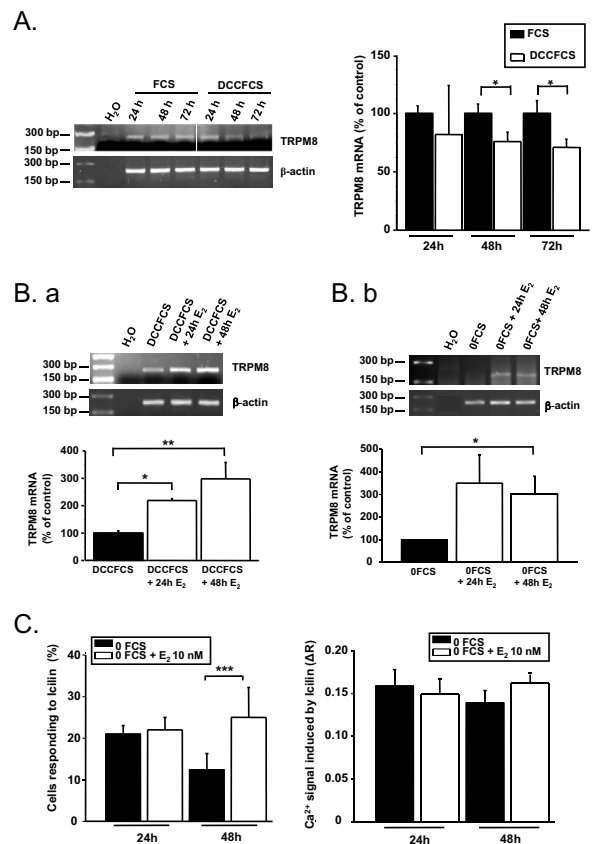 A.
FCS
DCCFCS
H₂O
24 h
48 h
72 h
24 h
48 h
72 h
300 bp
150 bp
TRPM8
300 bp
150 bp
β-actin
FCS
DCCFCS
TRPM8 mRNA (% of control)
150
100
50
0
*
*
24h
48h
72h
B. a
H₂O
DCCFCS
DCCFCS + 24h E₂
DCCFCS + 48h E₂
300 bp
150 bp
TRPM8
300 bp
150 bp
β-actin
TRPM8 mRNA
(% of control)
400
300
200
100
0
**
*
DCCFCS
DCCFCS + 24h E₂
DCCFCS + 48h E₂
B. b
H₂O
0FCS
0FCS + 24h E₂
0FCS+ 48h E₂
300 bp
150 bp
TRPM8
300 bp
150 bp
β-actin
TRPM8 mRNA
(% of control)
500
400
300
200
100
0
*
0FCS
0FCS + 24h E₂
0FCS + 48h E₂
C.
Cells responding to Icilin (%)
40
30
20
10
0
0 FCS
0 FCS + E₂ 10 nM
***
24h
48h
Ca²⁺ signal induced by Icilin (ΔR)
0.20
0.15
0.10
0.05
0.00
0 FCS
0 FCS + E₂ 10 nM
24h
48h